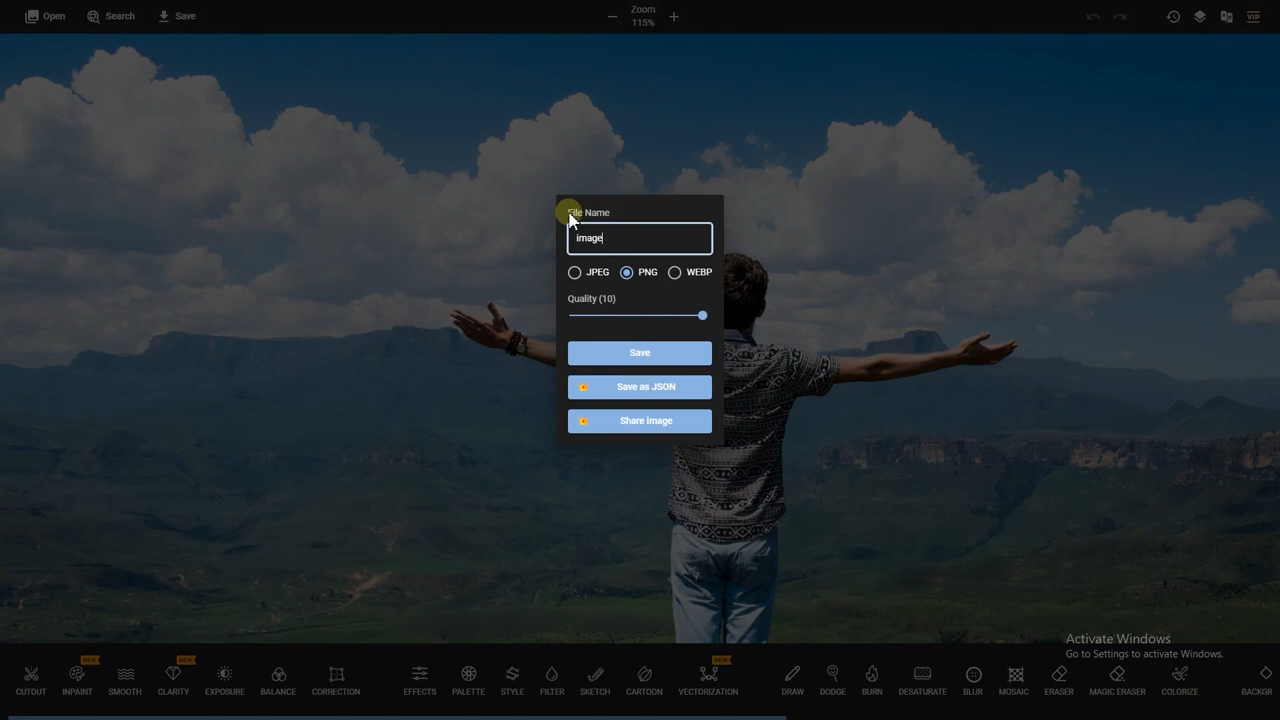 Open Search Save Zoom VIP
115%
File Name
image
JPEG PNG WEBP
Quality (10)
Save
Save as JSON
Share image
Activate Windows
Go to Settings to activate Windows.
NEW NEW NEW
CUTOUT INPAINT SMOOTH CLARITY EXPOSURE BALANCE CORRECTION EFFECTS PALETTE STYLE FILTER SKETCH CARTOON VECTORIZATION DRAW DODGE BURN DESATURATE BLUR MOSAIC ERASER MAGIC ERASER COLORIZE BACKGR